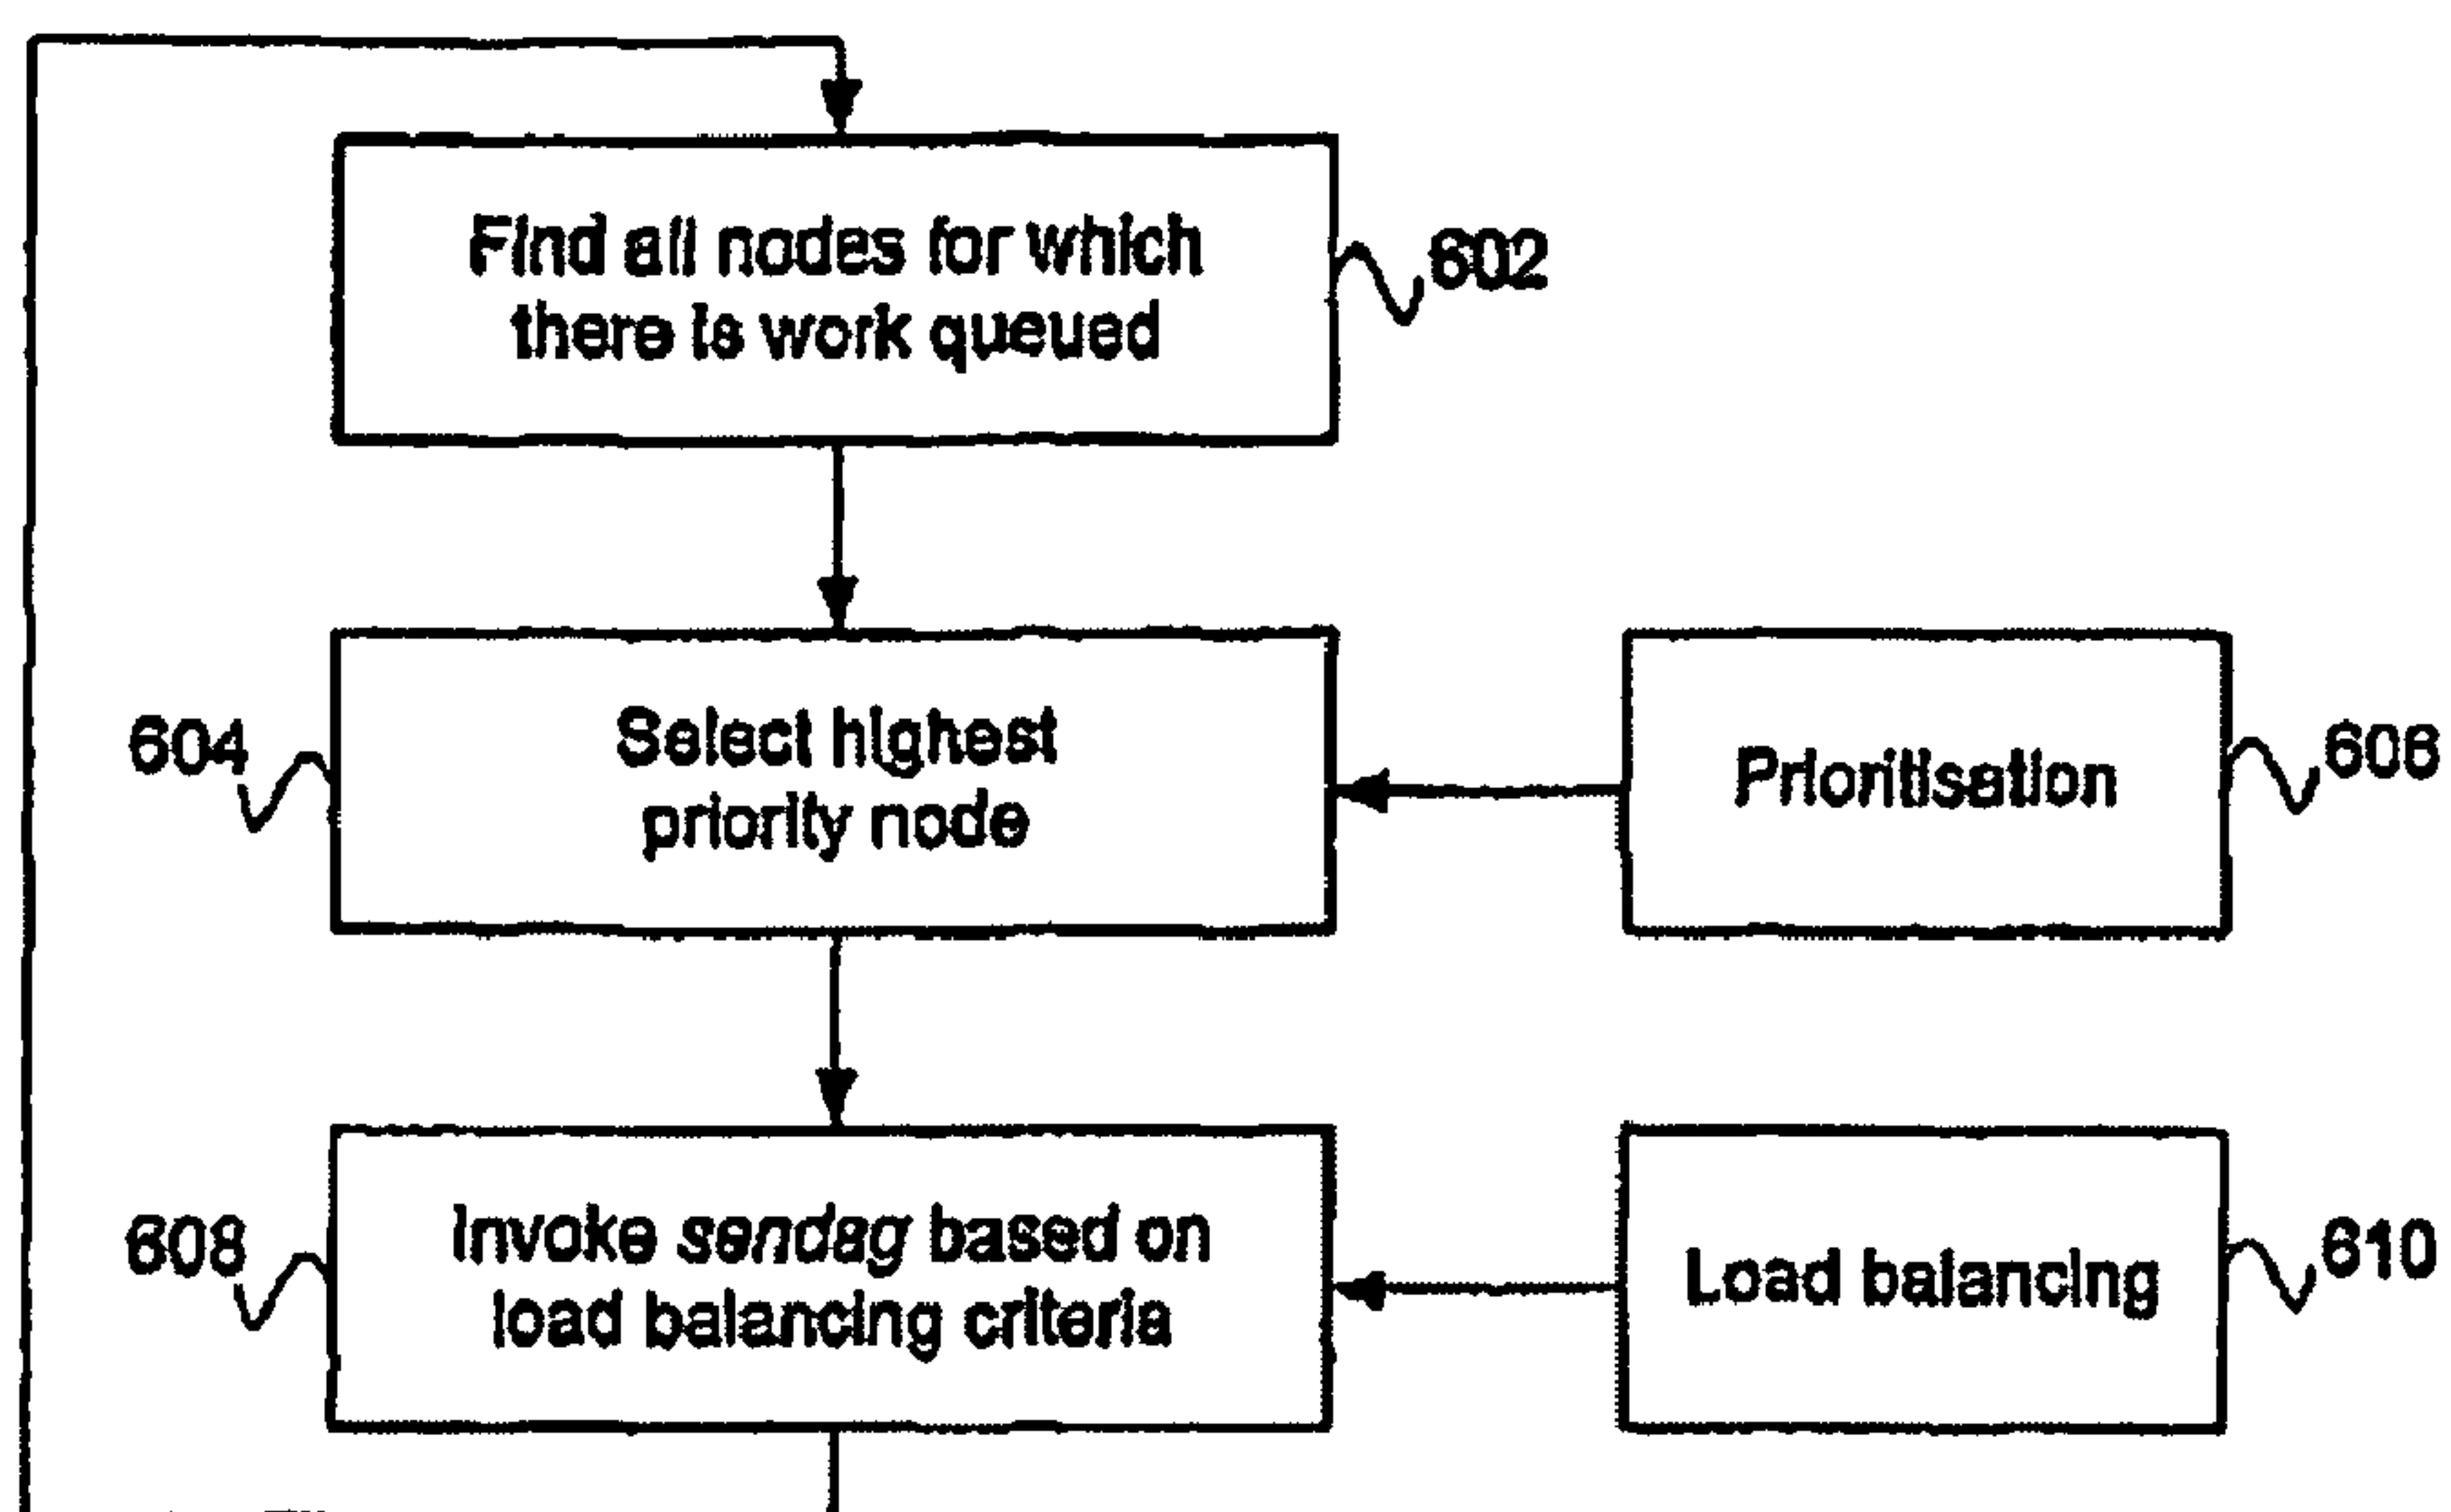 Find all nodes for which
there is work queued
602
604
Select highest
priority node
Prioritisation
606
608
Invoke sendag based on
load balancing criteria
Load balancing
610